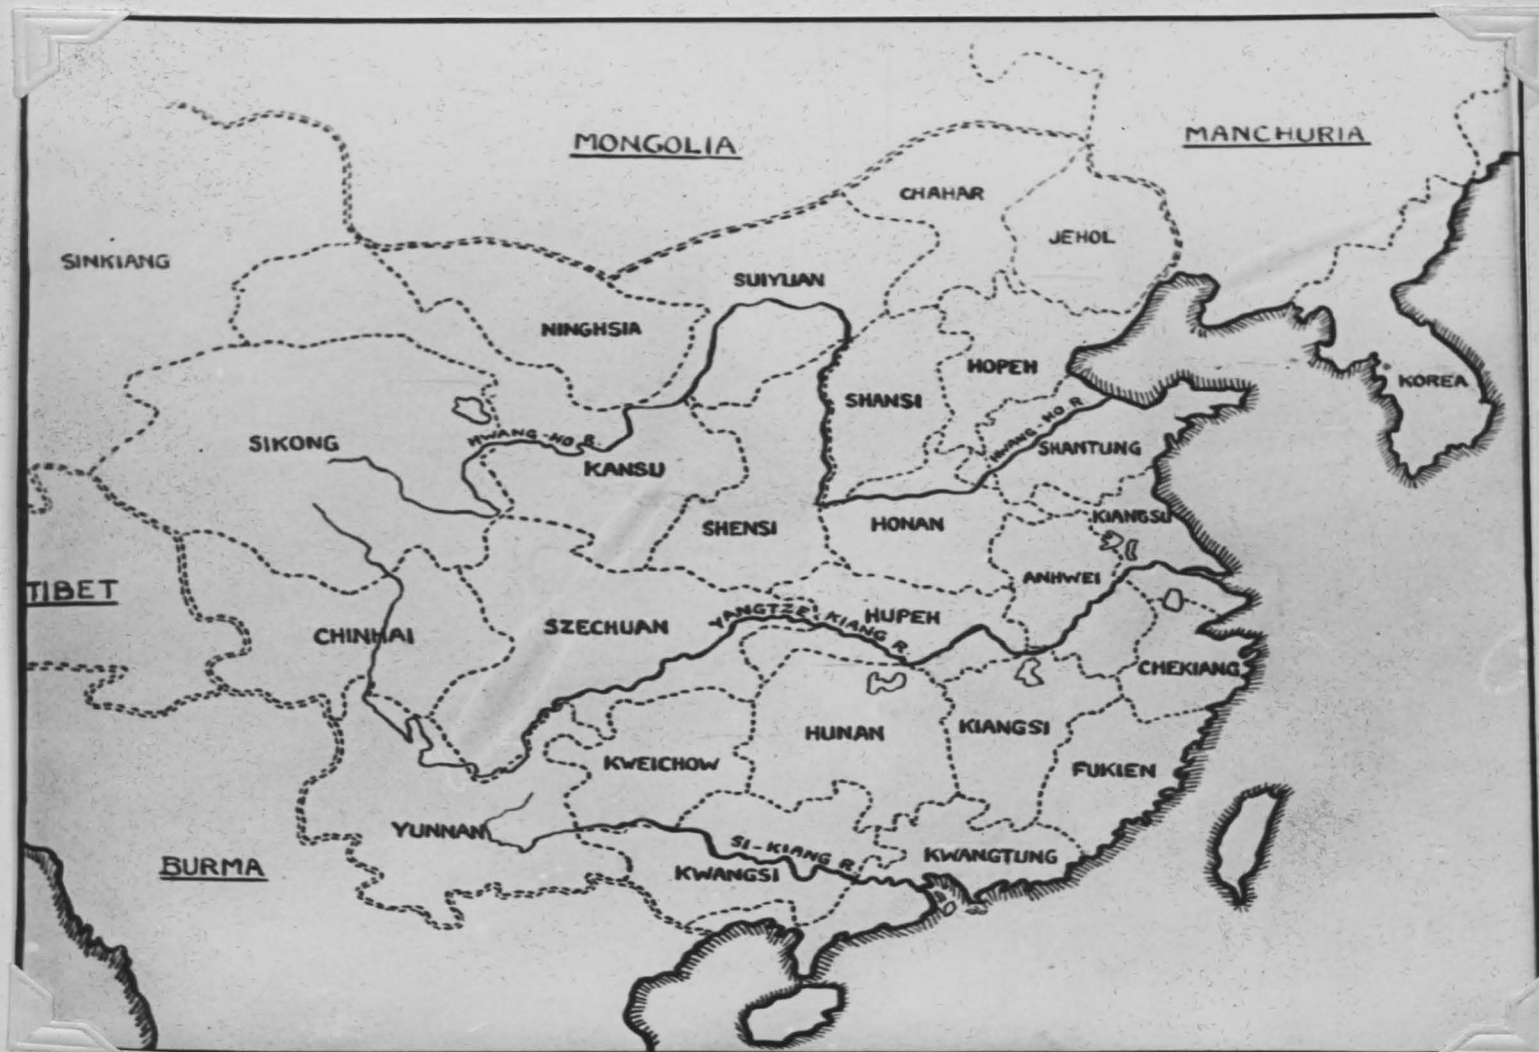 MONGOLIA
MANCHURIA
CHAHAR
JEHOL
SINKIANG
SUIYUAN
NINGHSIA
HOPEH
KOREA
SHANSI
HWANG-HO R.
SIKONG
HWANG-HO R.
SHANTUNG
KANSU
KIANGSU
SHENSI
HONAN
ANHWEI
TIBET
YANGTZE-KIANG R.
HUPEH
CHINHAI
SZECHUAN
CHEKIANG
HUNAN
KIANGSI
KWEICHOW
FUKIEN
YUNNAN
SI-KIANG R.
KWANGTUNG
BURMA
KWANGSI